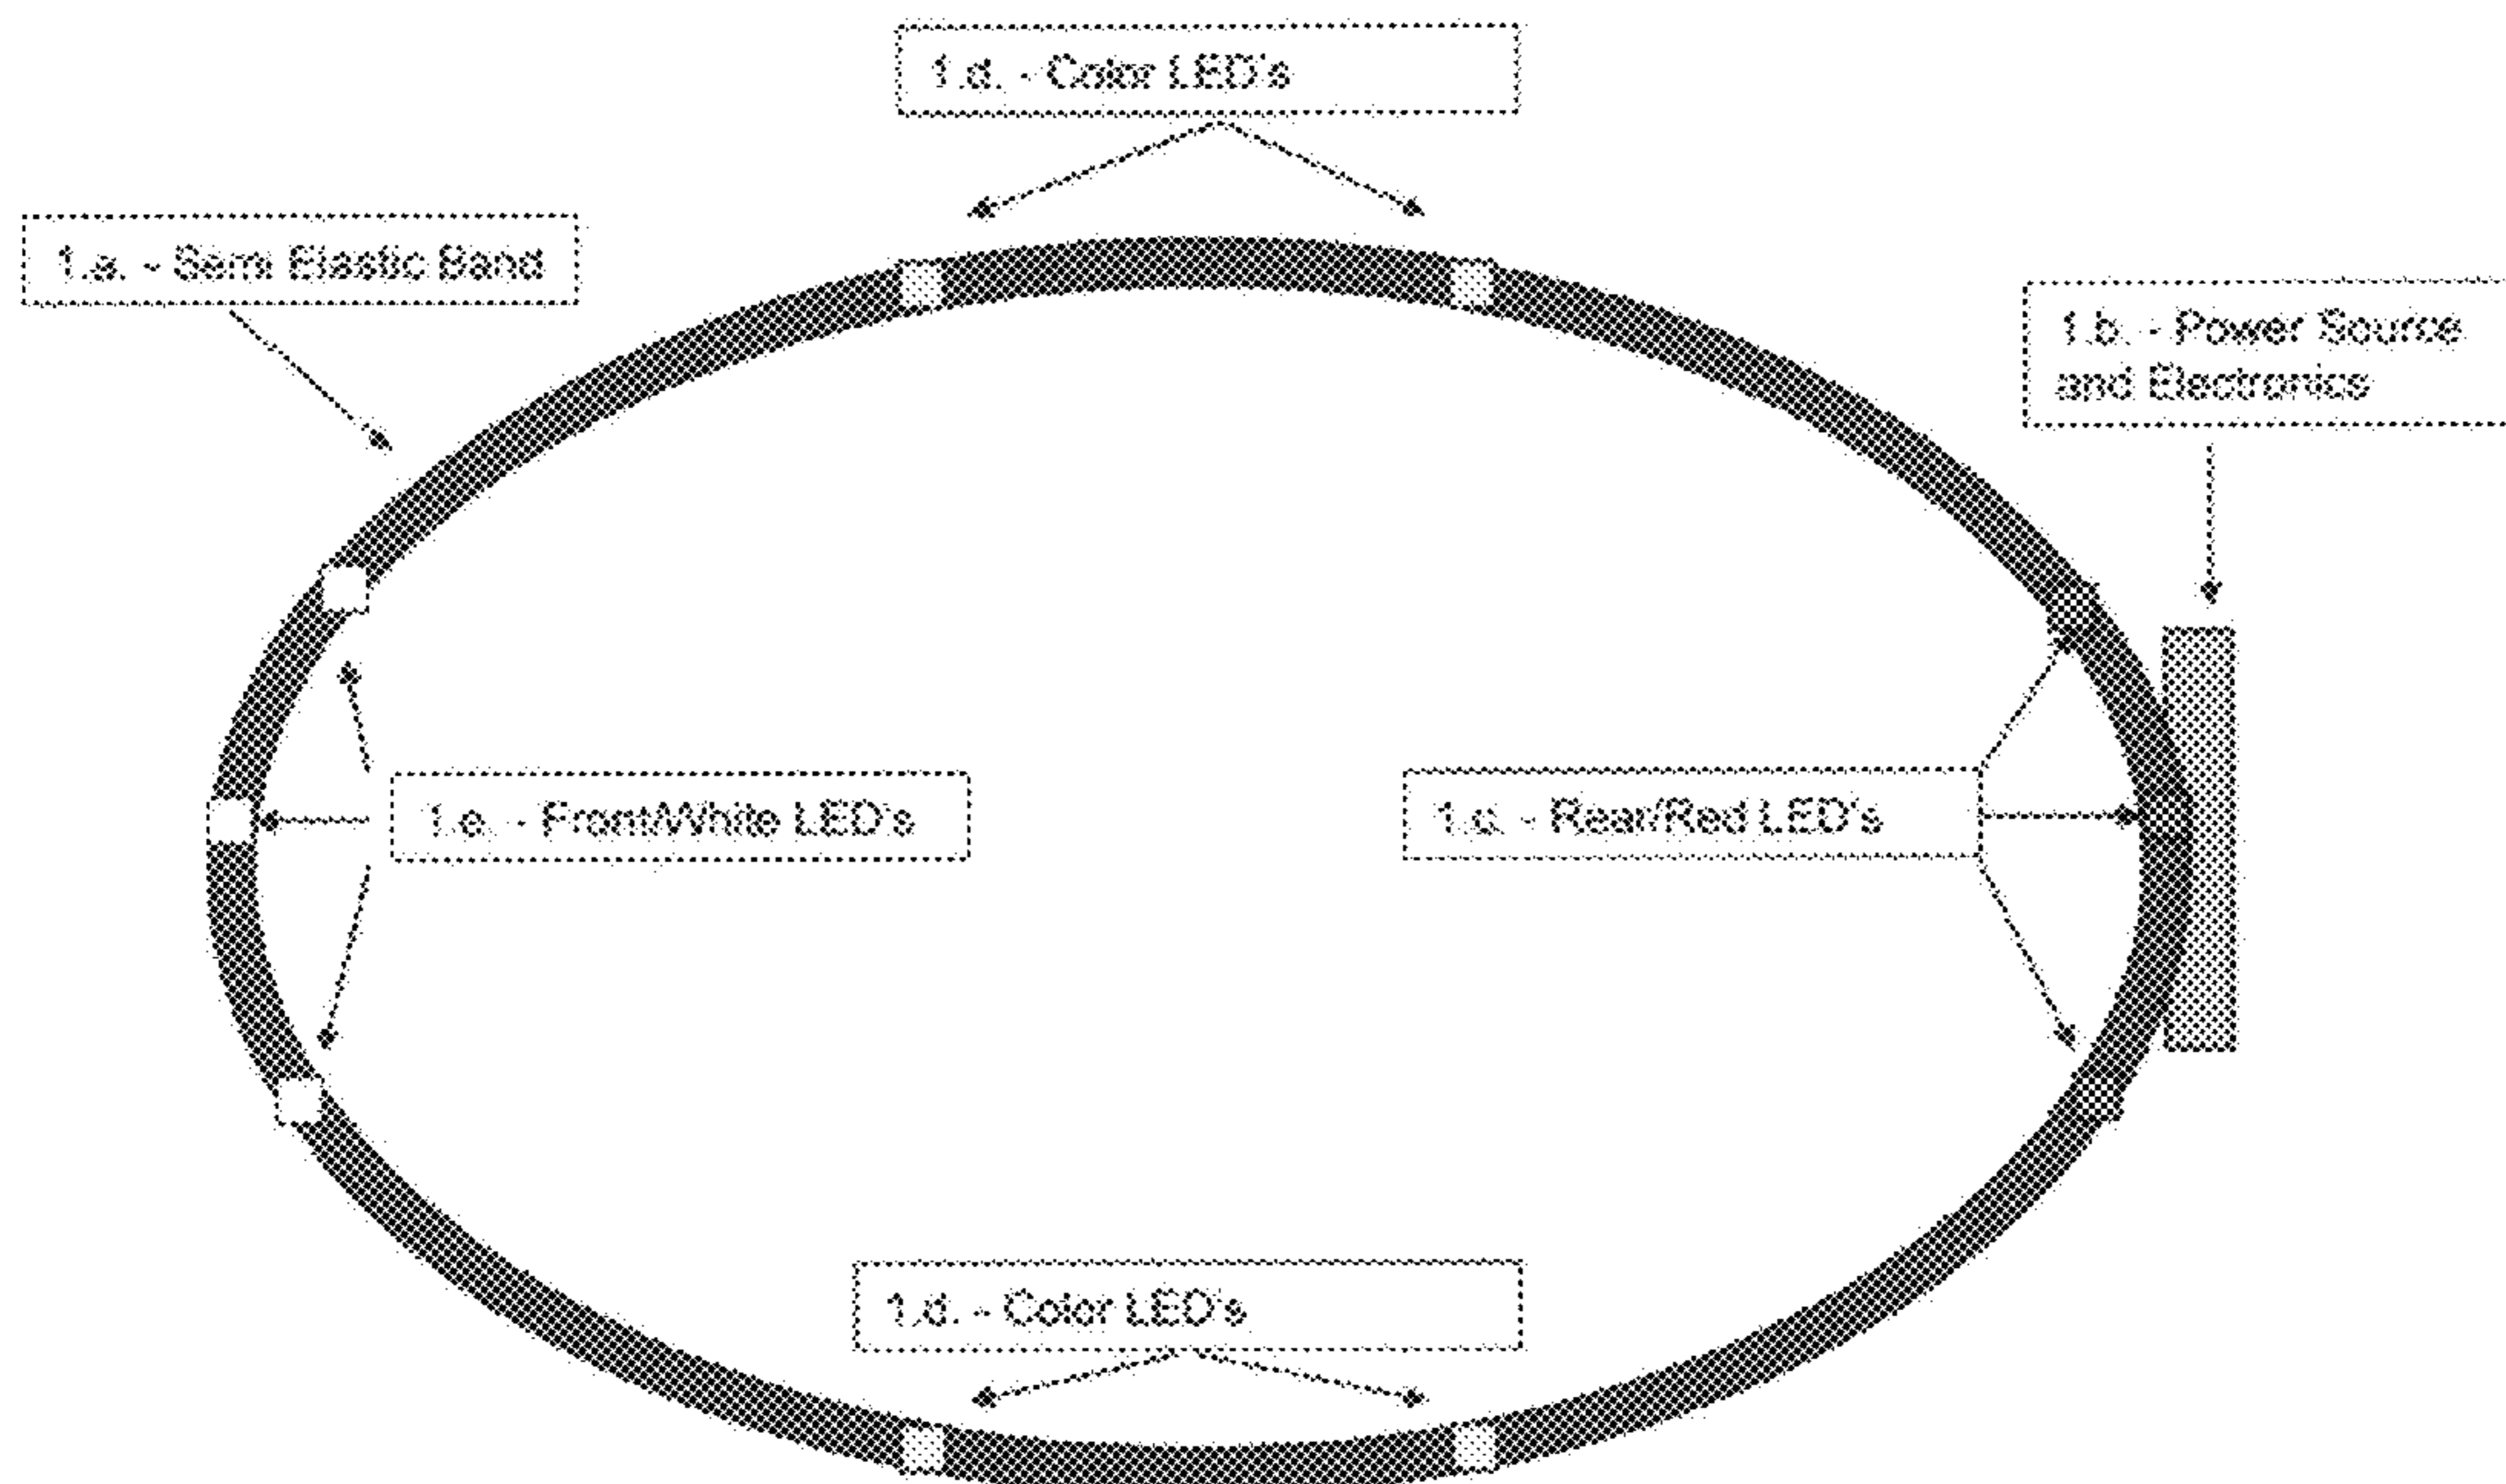 1.d. - Color LED's
1.a. - Semi Elastic Band
1.b. - Power Source
and Electronics
1.e. - Front/White LED's
1.c. - Rear/Red LED's
1.d. - Color LED's